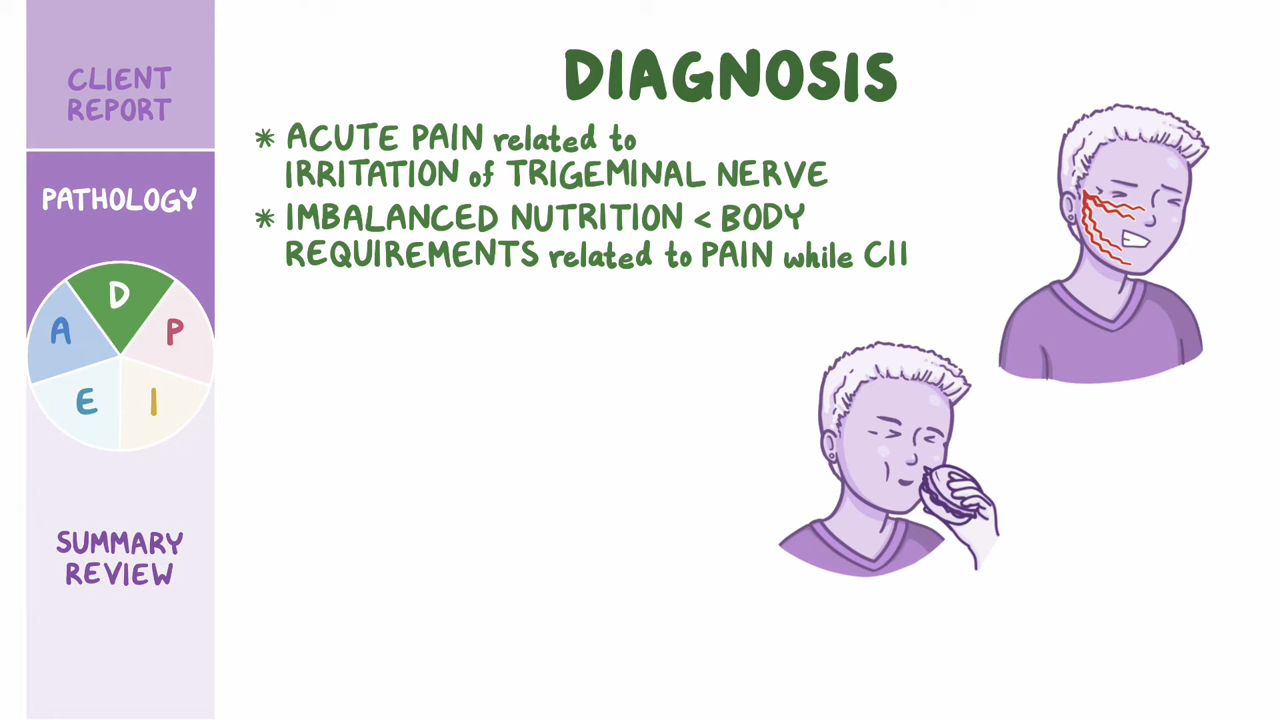 CLIENT
REPORT
PATHOLOGY
D
A
P
E
I
SUMMARY
REVIEW
DIAGNOSIS
* ACUTE PAIN related to
IRRITATION of TRIGEMINAL NERVE
* IMBALANCED NUTRITION < BODY
REQUIREMENTS related to PAIN while